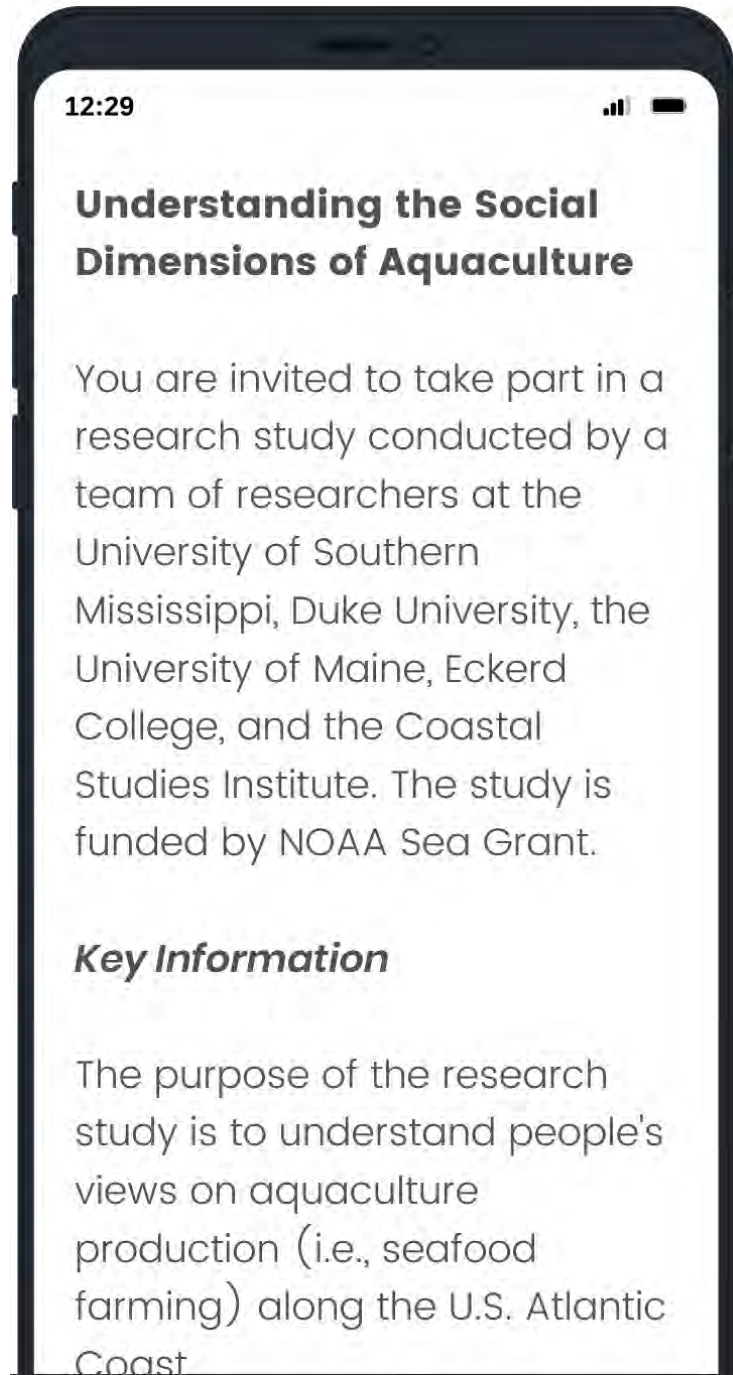 12:29
Understanding the Social
Dimensions of Aquaculture
You are invited to take part in a
research study conducted by a
team of researchers at the
University of Southern
Mississippi, Duke University, the
University of Maine, Eckerd
College, and the Coastal
Studies Institute. The study is
funded by NOAA Sea Grant.
Key Information
The purpose of the research
study is to understand people's
views on aquaculture
production (i.e., seafood
farming) along the U.S. Atlantic
Coast